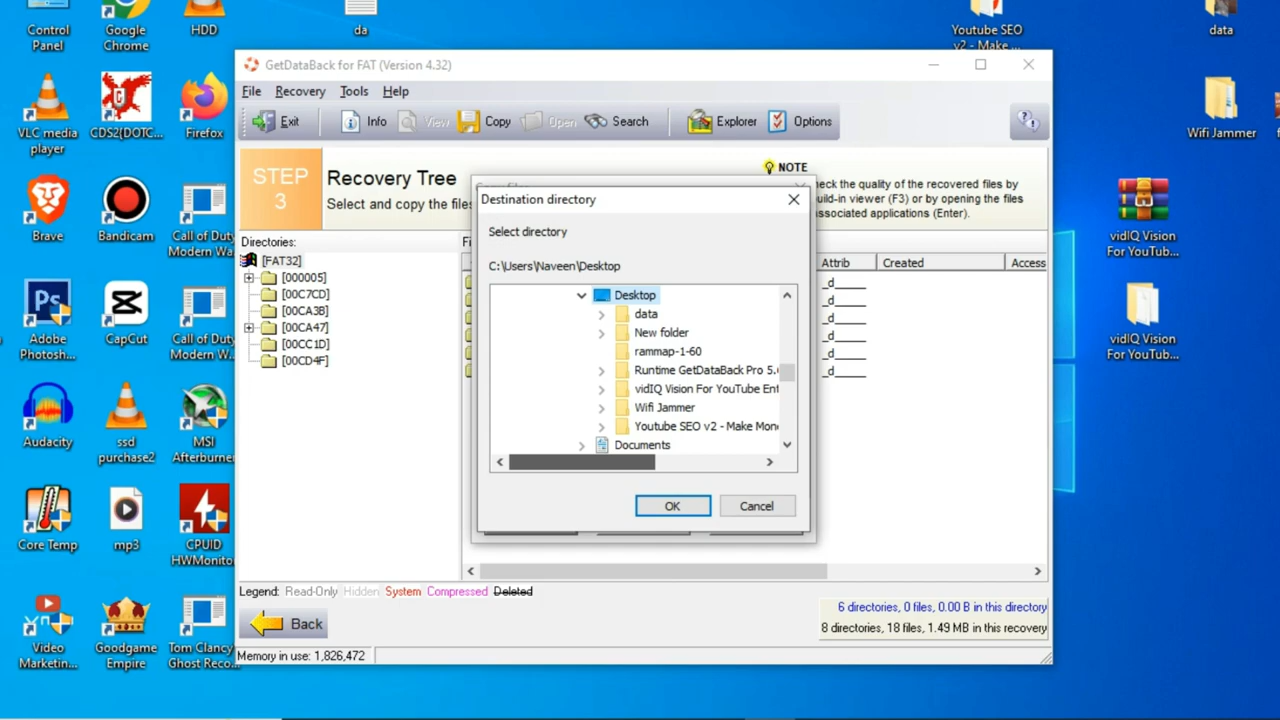 Control
Panel
Google
Chrome
HDD
da
Youtube SEO
v2 - Make ...
data
GetDataBack for FAT (Version 4.32)
File Recovery Tools Help
Exit Info View Copy Open Search Explorer Options
VLC media
player
CDS2{DOTC...
Firefox
Wifi Jammer
STEP
3
Recovery Tree
Select and copy the files
NOTE
heck the quality of the recovered files by
uild-in viewer (F3) or by opening the files
associated applications (Enter).
Destination directory
Select directory
C:\Users\Naveen\Desktop
Desktop
data
New folder
rammap-1-60
Runtime GetDataBack Pro 5.
vidIQ Vision For YouTube Ent
Wifi Jammer
Youtube SEO v2 - Make Mon
Documents
OK Cancel
Directories:
[FAT32]
[000005]
[00C7CD]
[00CA3B]
[00CA47]
[00CC1D]
[00CD4F]
Attrib Created Access
_d_____
_d_____
_d_____
_d_____
_d_____
_d_____
Brave
Bandicam
Call of Duty
Modern Wa...
vidIQ Vision
For YouTub...
Adobe
Photosh...
CapCut
Call of Duty
Modern W...
vidIQ Vision
For YouTub...
Audacity
ssd
purchase2
MSI
Afterburner
Core Temp
mp3
CPUID
HWMonitor
Legend: Read-Only Hidden System Compressed Deleted
6 directories, 0 files, 0.00 B in this directory
8 directories, 18 files, 1.49 MB in this recovery
Back
Memory in use: 1,826,472
Video
Marketin...
Goodgame
Empire
Tom Clancy
Ghost Reco...